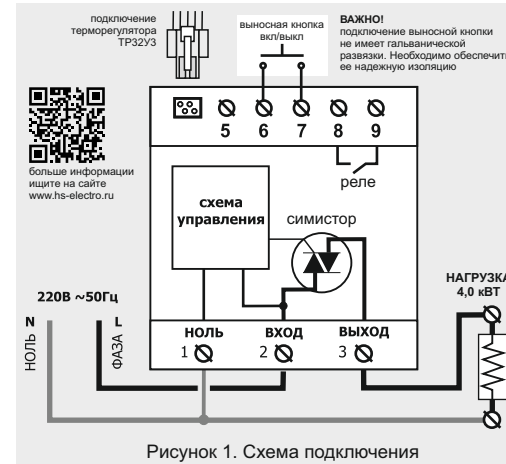 подключение
терморегулятора
ТР32У3
выносная кнопка
вкл/выкл
ВАЖНО!
подключение выносной кнопки
не имеет гальванической
развязки. Необходимо обеспечить
ее надежную изоляцию
5 6 7 8 9
реле
больше информации
ищите на сайте
www.hs-electro.ru
схема
управления
симистор
НАГРУЗКА
4,0 кВТ
220В ~50Гц
N
НОЛЬ
L
ФАЗА
НОЛЬ
1
ВХОД
2
ВЫХОД
3
Рисунок 1. Схема подключения